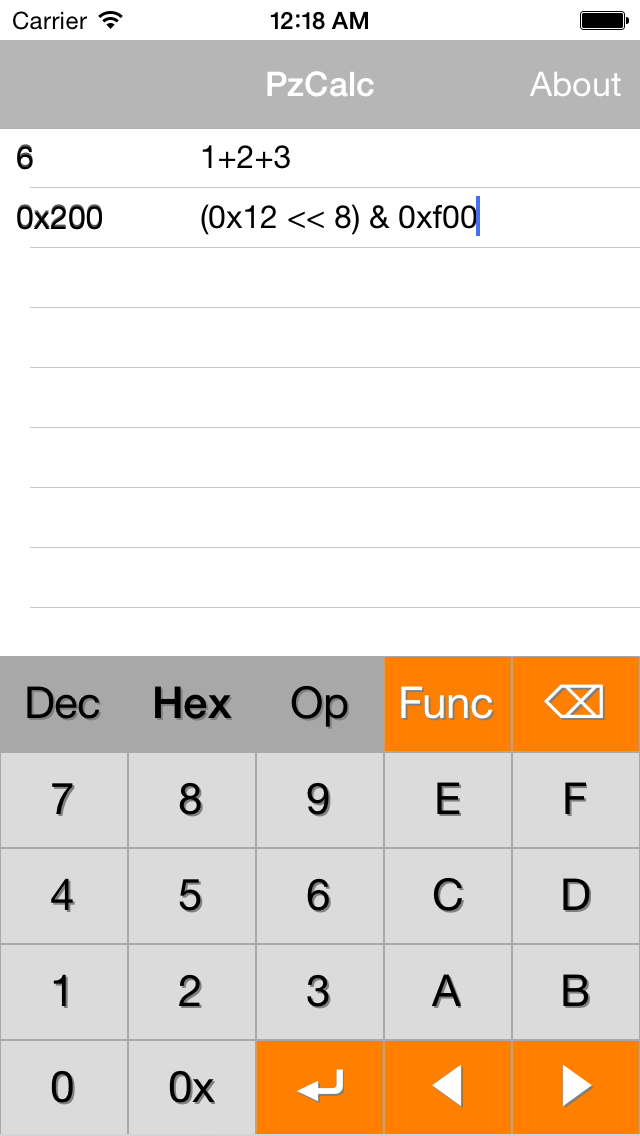 Carrier 12:18 AM
PzCalc About
6 1+2+3
0x200 (0x12 << 8) & 0xf00
Dec Hex Op Func
7 8 9 E F
4 5 6 C D
1 2 3 A B
0 0x